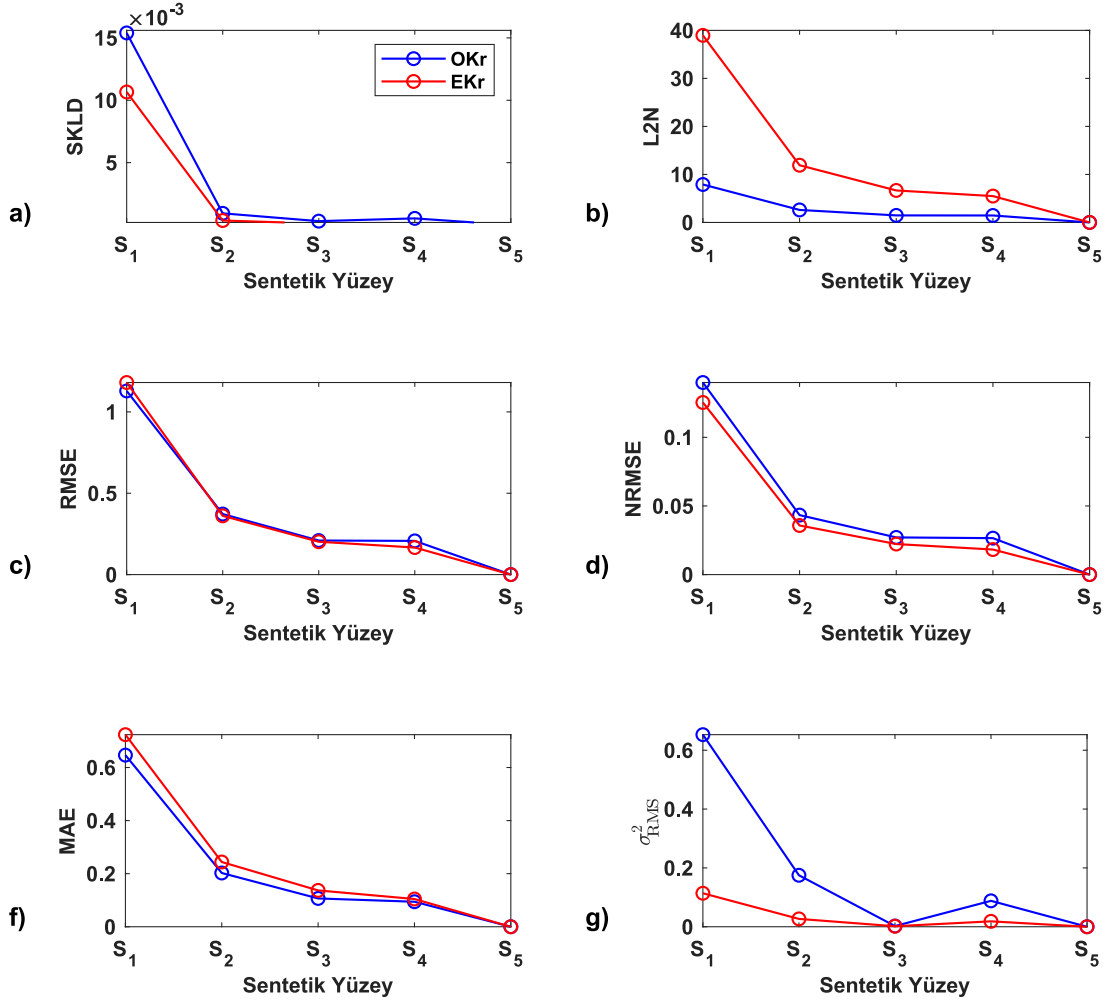 ×10⁻³
15
10
5
SKLD
OKr
EKr
a)
S₁ S₂ S₃ S₄ S₅
Sentetik Yüzey
40
30
20
10
0
L2N
b)
S₁ S₂ S₃ S₄ S₅
Sentetik Yüzey
1
0.5
0
RMSE
c)
S₁ S₂ S₃ S₄ S₅
Sentetik Yüzey
0.1
0.05
0
NRMSE
d)
S₁ S₂ S₃ S₄ S₅
Sentetik Yüzey
0.6
0.4
0.2
0
MAE
f)
S₁ S₂ S₃ S₄ S₅
Sentetik Yüzey
0.6
0.4
0.2
0
σ²RMS
g)
S₁ S₂ S₃ S₄ S₅
Sentetik Yüzey